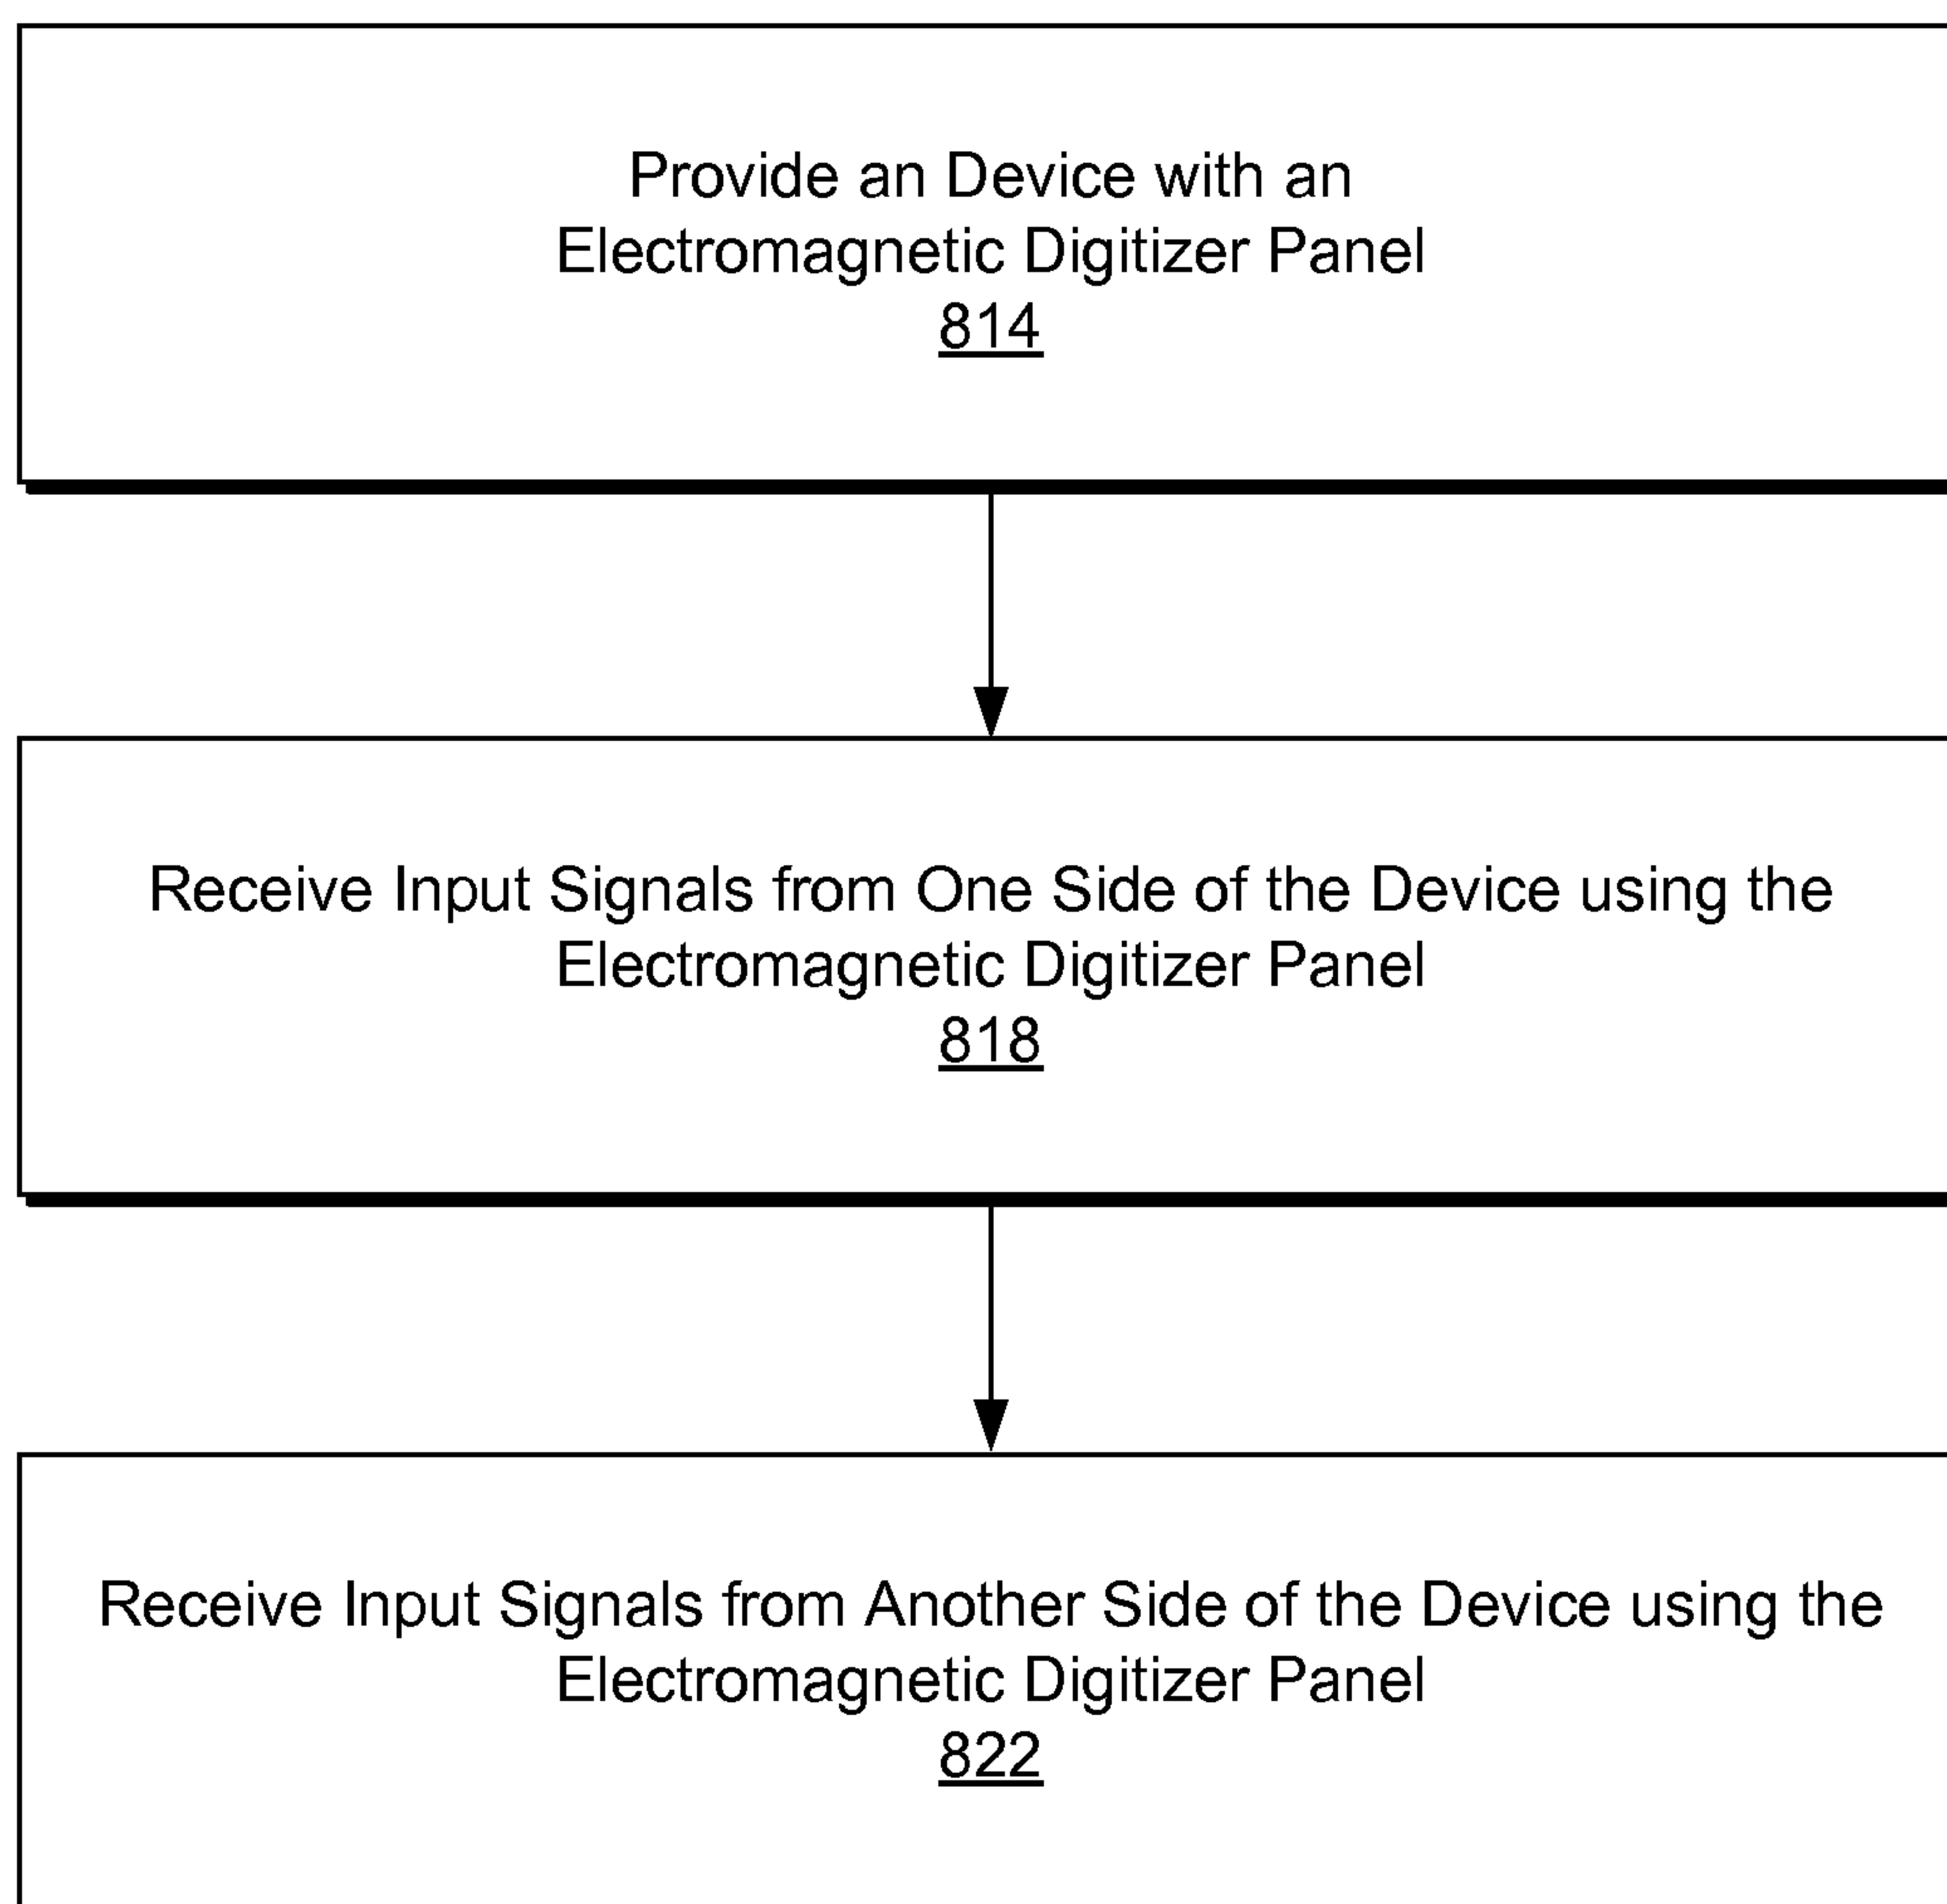 Provide an Device with an
Electromagnetic Digitizer Panel
814
Receive Input Signals from One Side of the Device using the
Electromagnetic Digitizer Panel
818
Receive Input Signals from Another Side of the Device using the
Electromagnetic Digitizer Panel
822